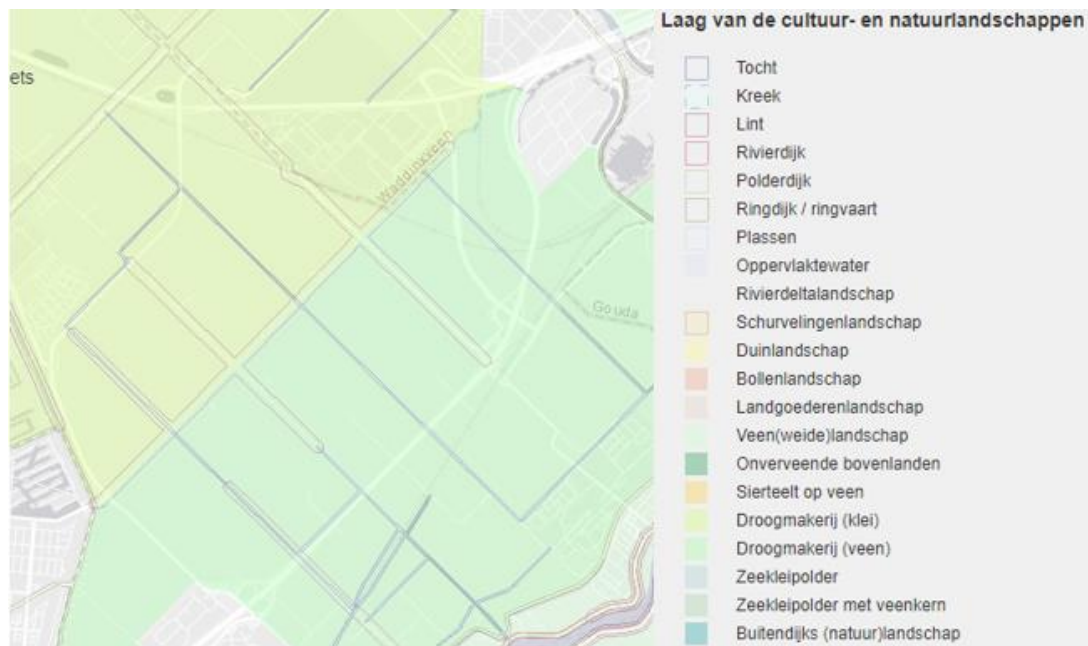 Laag van de cultuur- en natuurlandschappen
ets
Waddinxveen
Gouda
Tocht
Kreek
Lint
Rivierdijk
Polderdijk
Ringdijk / ringvaart
Plassen
Oppervlaktewater
Rivierdeltalandschap
Schurvelingenlandschap
Duinlandschap
Bollenlandschap
Landgoederenlandschap
Veen(weide)landschap
Onverveende bovenlanden
Sierteelt op veen
Droogmakerij (klei)
Droogmakerij (veen)
Zeekleipolder
Zeekleipolder met veenkern
Buitendijks (natuur)landschap